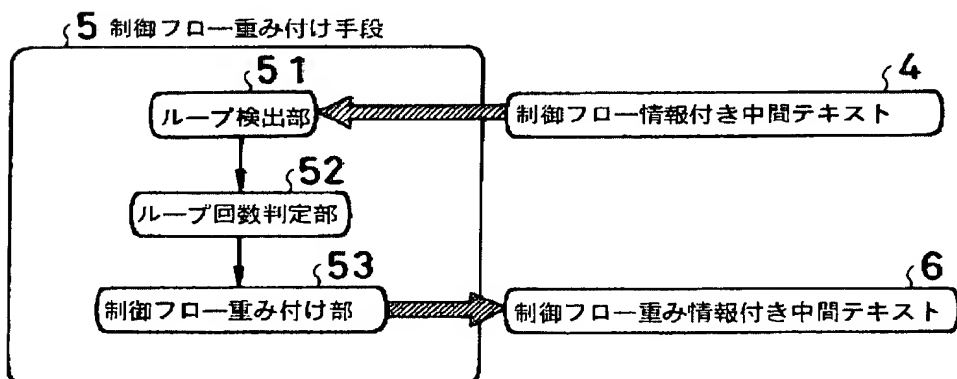 5 制御フロー重み付け手段
51
ループ検出部
4
制御フロー情報付き中間テキスト
52
ループ回数判定部
53
制御フロー重み付け部
6
制御フロー重み情報付き中間テキスト